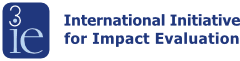 3ie
International Initiative
for Impact Evaluation